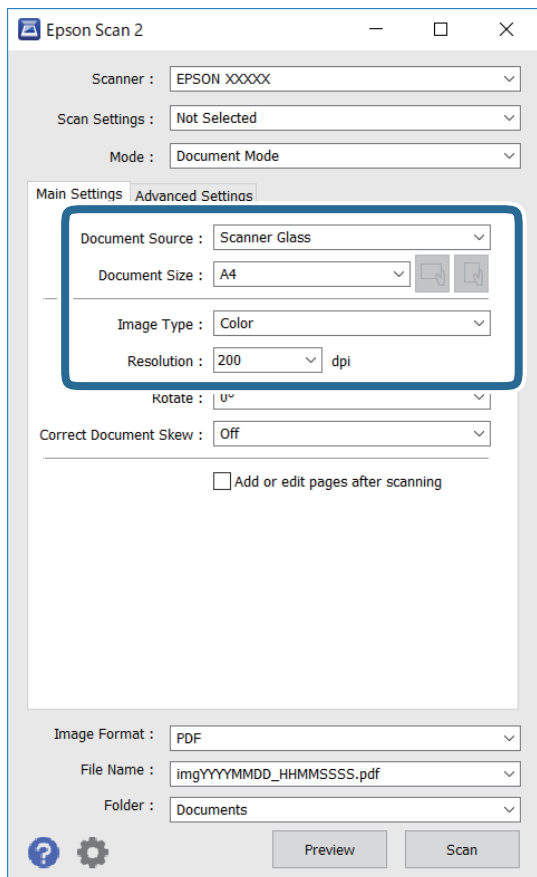 Epson Scan 2
Scanner : EPSON XXXXX
Scan Settings : Not Selected
Mode : Document Mode
Main Settings Advanced Settings
Document Source : Scanner Glass
Document Size : A4
Image Type : Color
Resolution : 200 dpi
Rotate : 0°
Correct Document Skew : Off
Add or edit pages after scanning
Image Format : PDF
File Name : imgYYYYMMDD_HHMMSSSS.pdf
Folder : Documents
? Preview Scan